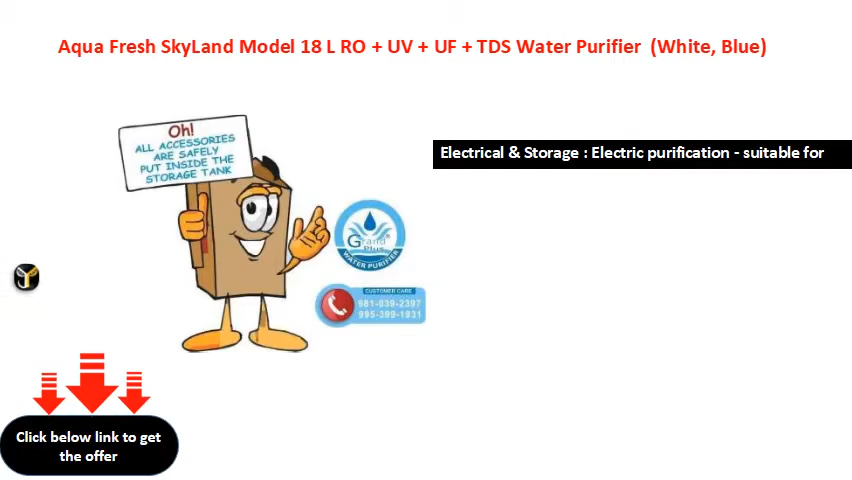 Aqua Fresh SkyLand Model 18 L RO + UV + UF + TDS Water Purifier (White, Blue)
Oh!
ALL ACCESSORIES
ARE SAFELY
PUT INSIDE THE
STORAGE TANK
Electrical & Storage : Electric purification - suitable for
Grand
Plus
WATER PURIFIER
CUSTOMER CARE
981-039-2397
995-399-1831
Click below link to get
the offer